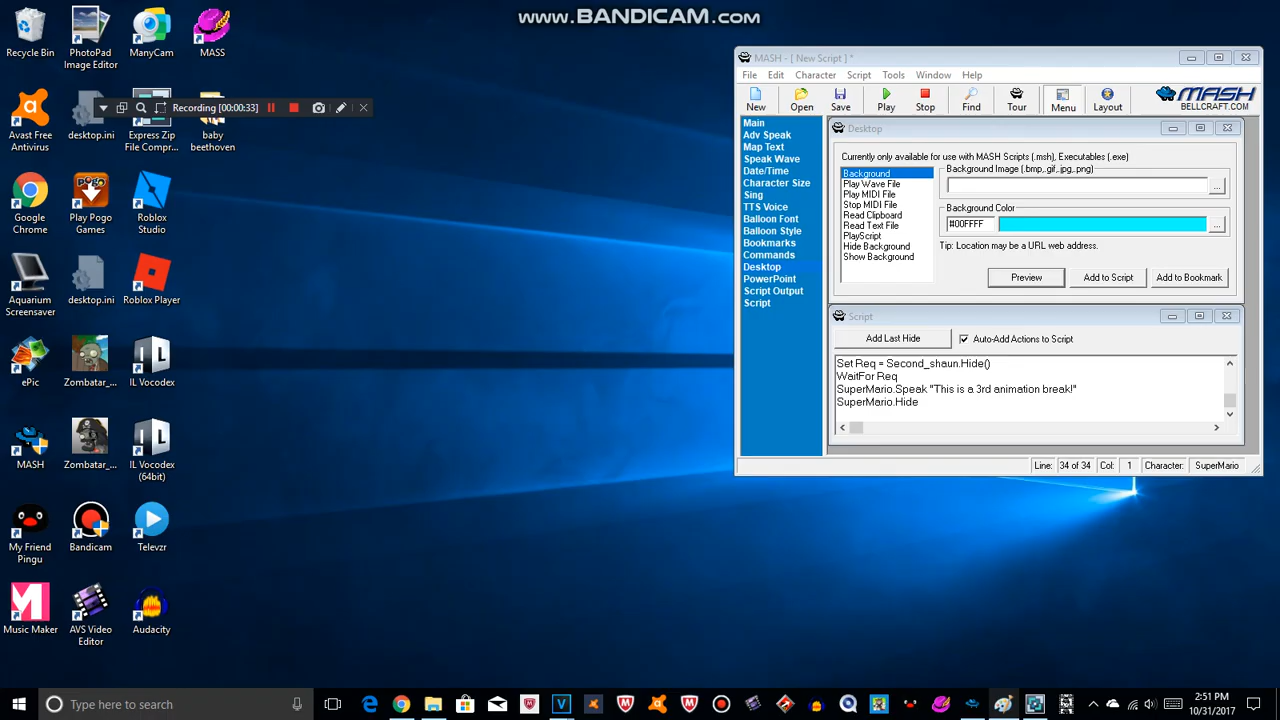 www.BANDICAM.com
Recycle Bin
PhotoPad Image Editor
ManyCam
MASS
Recording [00:00:33]
Avast Free Antivirus
desktop.ini
Express Zip File Compr...
baby beethoven
Google Chrome
Play Pogo Games
Roblox Studio
Aquarium Screensaver
desktop.ini
Roblox Player
ePic
Zombatar_...
IL Vocodex
MASH
Zombatar_...
IL Vocodex (64bit)
My Friend Pingu
Bandicam
Televzr
Music Maker
AVS Video Editor
Audacity
MASH - [ New Script ] *
File Edit Character Script Tools Window Help
New Open Save Play Stop Find Tour Menu Layout
MASH
BELLCRAFT.COM
Main
Adv Speak
Map Text
Speak Wave
Date/Time
Character Size
Sing
TTS Voice
Balloon Font
Balloon Style
Bookmarks
Commands
Desktop
PowerPoint
Script Output
Script
Desktop
Currently only available for use with MASH Scripts (.msh), Executables (.exe)
Background
Play Wave File
Play MIDI File
Stop MIDI File
Read Clipboard
Read Text File
PlayScript
Hide Background
Show Background
Background Image (.bmp,.gif,.jpg,.png)
...
Background Color
#00FFFF
...
Tip: Location may be a URL web address.
Preview Add to Script Add to Bookmark
Script
Add Last Hide Auto-Add Actions to Script
Set Req = Second_shaun.Hide()
WaitFor Req
SuperMario.Speak "This is a 3rd animation break!"
SuperMario.Hide
Line: 34 of 34 Col: 1 Character: SuperMario
Type here to search
2:51 PM
10/31/2017